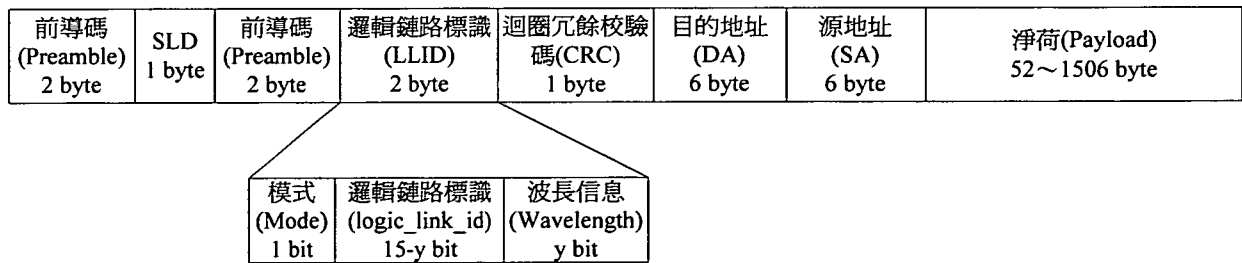 前導碼
(Preamble)
2 byte
SLD
1 byte
前導碼
(Preamble)
2 byte
邏輯鏈路標識
(LLID)
2 byte
迴圈冗餘校驗
碼(CRC)
1 byte
目的地址
(DA)
6 byte
源地址
(SA)
6 byte
淨荷(Payload)
52～1506 byte
模式
(Mode)
1 bit
邏輯鏈路標識
(logic_link_id)
15-y bit
波長信息
(Wavelength)
y bit